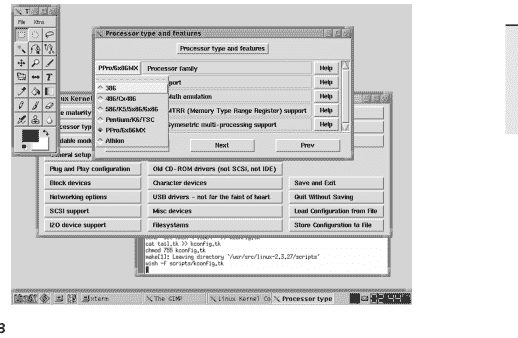 File Xtns
Processor type and features
Processor type and features
PPro/6x86MX Processor family Help
386
486/Cx486
586/K5/5x86/6x86
Pentium/K6/TSC
PPro/6x86MX
Athlon
port Help
Math emulation Help
MTRR (Memory Type Range Register) support Help
Symmetric multi-processing support Help
Next Prev
Linux Kernel
e maturity
cessor type
dable modu
General setup
Plug and Play configuration Old CD-ROM drivers (not SCSI, not IDE)
Block devices Character devices Save and Exit
Networking options USB drivers - not for the faint of heart Quit Without Saving
SCSI support Misc devices Load Configuration from File
I2O device support Filesystems Store Configuration to File
cat tail.tk >> kconfig.tk
chmod 755 kconfig.tk
make[1]: Leaving directory `/usr/src/linux-2.3.27/scripts'
wish -f scripts/kconfig.tk
xterm The GIMP Linux Kernel Co Processor type
3